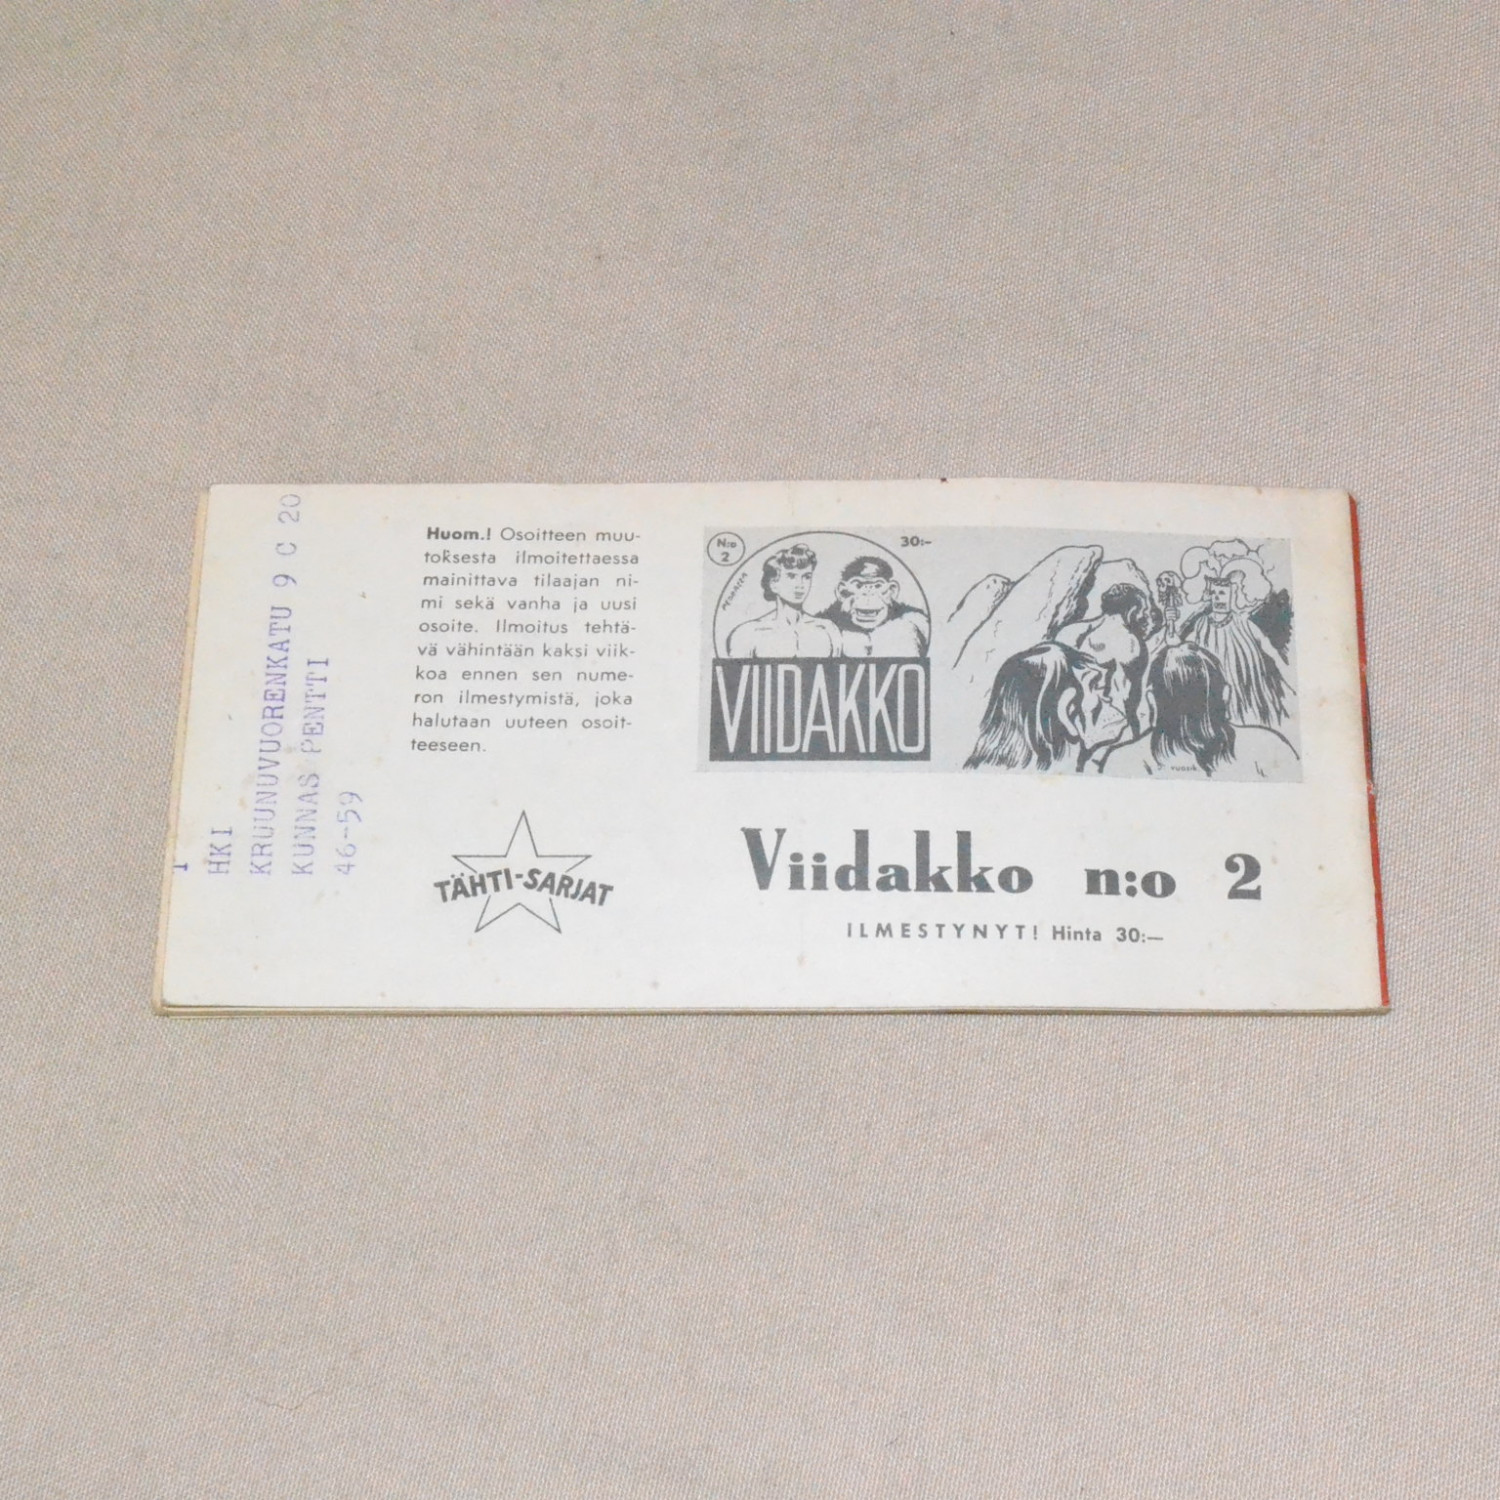 Huom.! Osoitteen muu-
toksesta ilmoitettaessa
mainittava tilaajan ni-
mi sekä vanha ja uusi
osoite. Ilmoitus tehtä-
vä vähintään kaksi viik-
koa ennen sen nume-
ron ilmestymistä, joka
halutaan uuteen osoit-
teeseen.
TÄHTI-SARJAT
N:o
2
30:-
VIIDAKKO
Viidakko n:o 2
ILMESTYNYT! Hinta 30:—
HKI
KRUUNUVUORENKATU 9 C 20
KUNNAS PENTTI
46-59